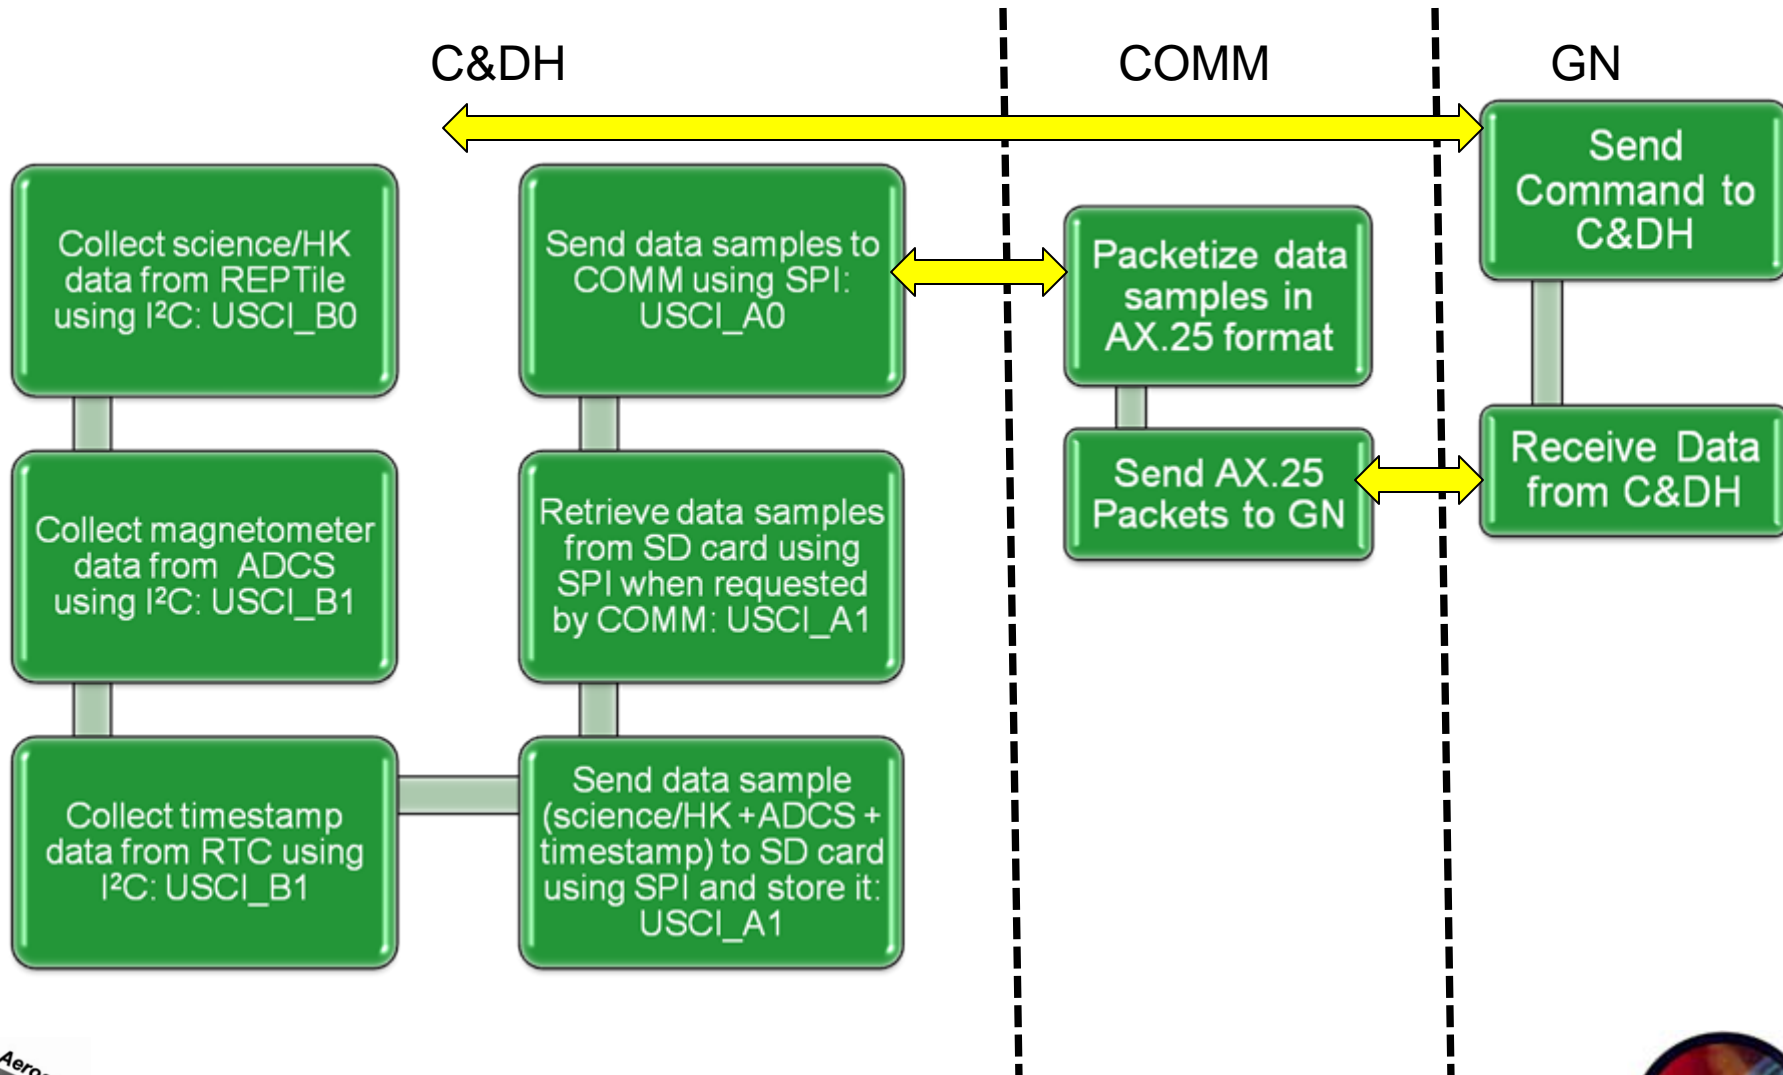 C&DH
COMM
GN
Collect science/HK
data from REPTile
using I²C: USCI_B0
Collect magnetometer
data from ADCS
using I²C: USCI_B1
Collect timestamp
data from RTC using
I²C: USCI_B1
Send data sample
(science/HK +ADCS +
timestamp) to SD card
using SPI and store it:
USCI_A1
Retrieve data samples
from SD card using
SPI when requested
by COMM: USCI_A1
Send data samples to
COMM using SPI:
USCI_A0
Packetize data
samples in
AX.25 format
Send AX.25
Packets to GN
Send
Command to
C&DH
Receive Data
from C&DH